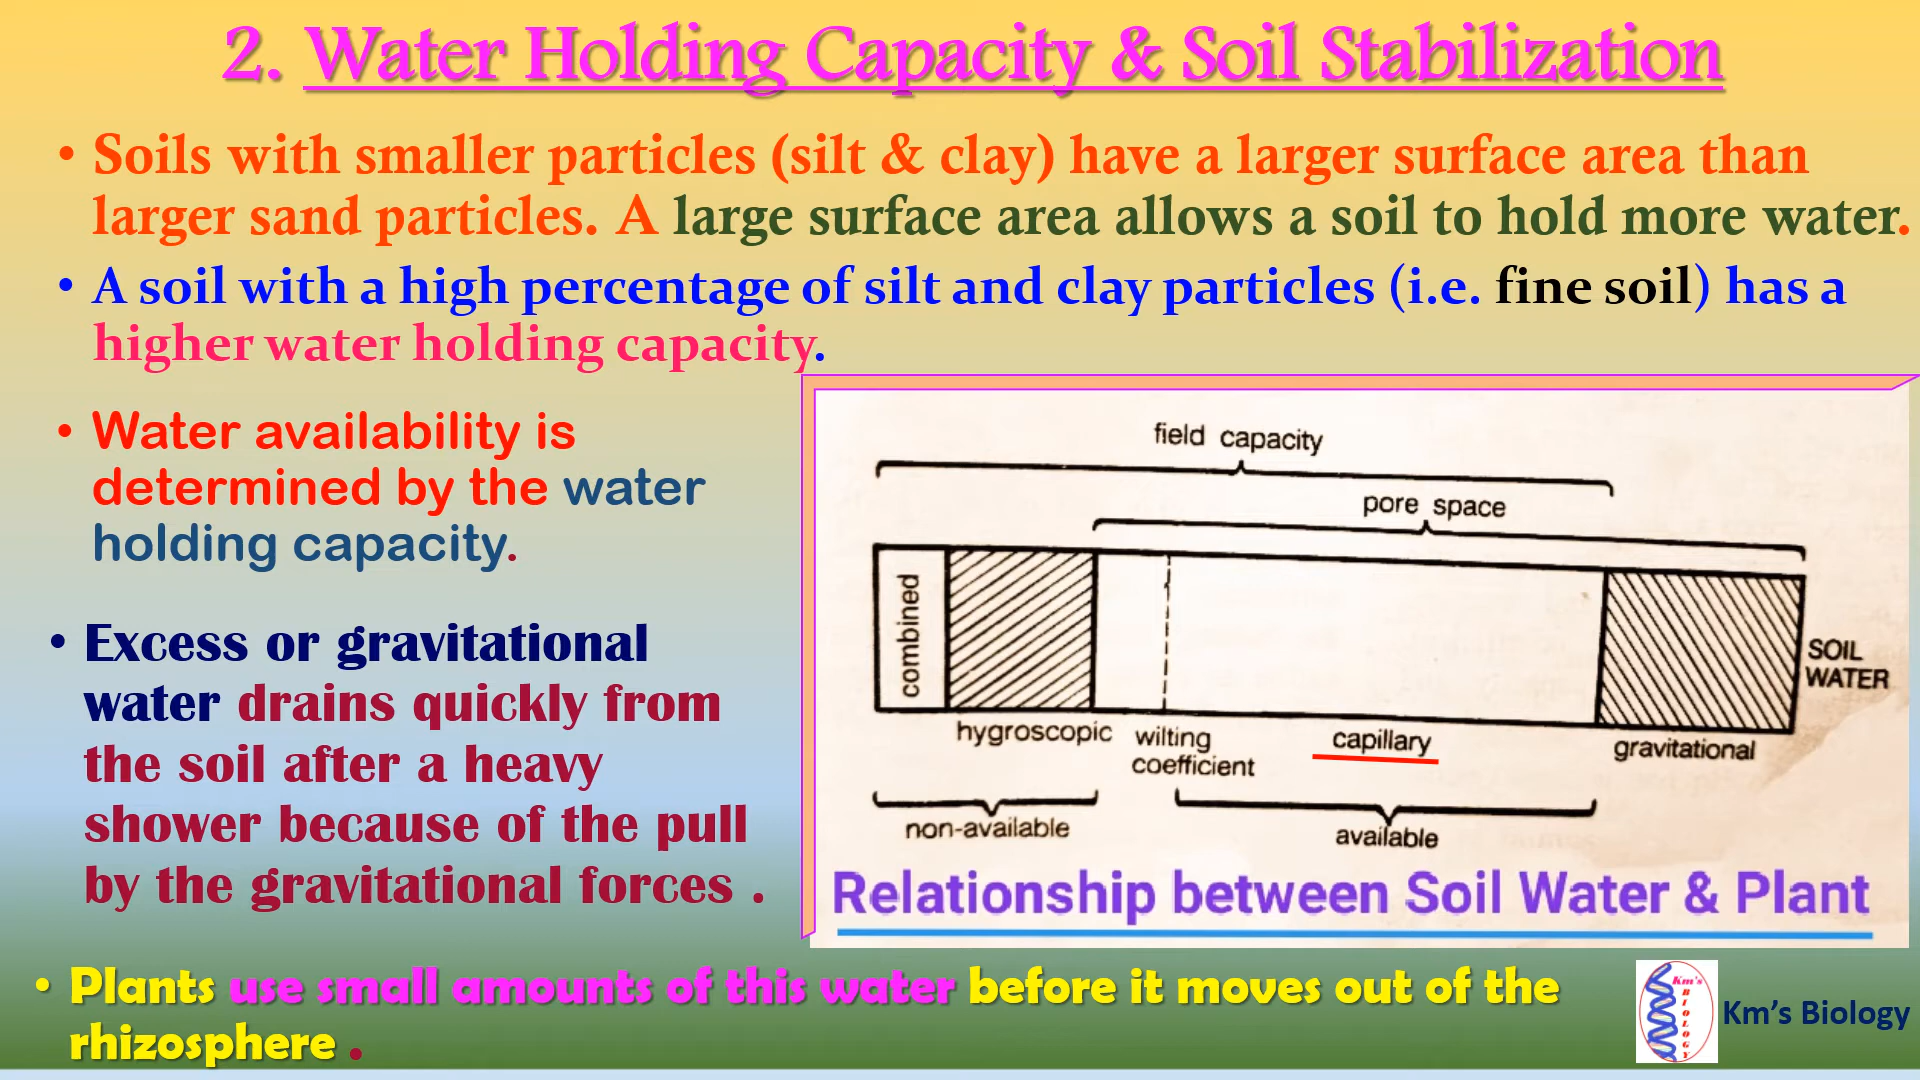 2. Water Holding Capacity & Soil Stabilization
• Soils with smaller particles (silt & clay) have a larger surface area than
larger sand particles. A large surface area allows a soil to hold more water.
• A soil with a high percentage of silt and clay particles (i.e. fine soil) has a
higher water holding capacity.
• Water availability is
determined by the water
holding capacity.
• Excess or gravitational
water drains quickly from
the soil after a heavy
shower because of the pull
by the gravitational forces .
field capacity
pore space
combined
SOIL
WATER
hygroscopic
wilting
coefficient
capillary
gravitational
non-available
available
Relationship between Soil Water & Plant
• Plants use small amounts of this water before it moves out of the
rhizosphere .
Km's
BIOLOGY
Km's Biology